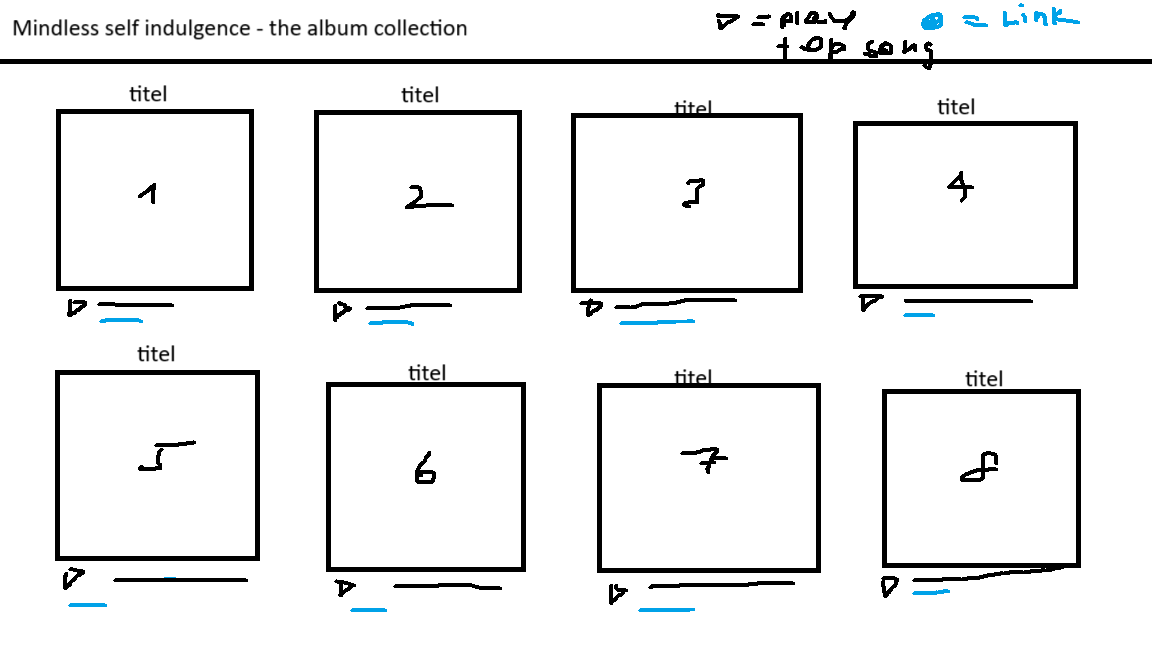 Mindless self indulgence - the album collection
▷ = play
top song
● = Link
titel
titel
titel
titel
1
2
3
4
titel
titel
titel
titel
5
6
7
8